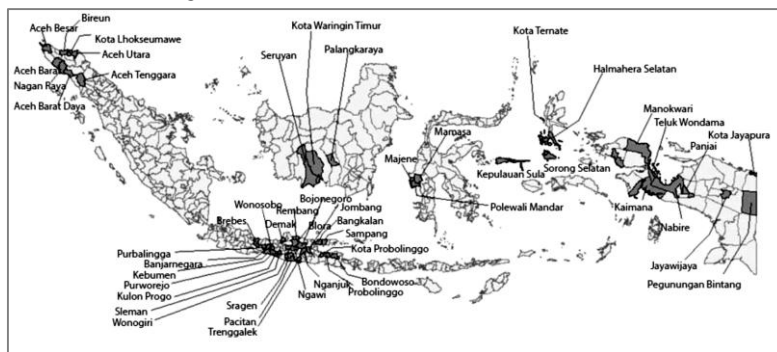 Bireun
Aceh Besar
Kota Lhokseumawe
Aceh Utara
Aceh Barat
Aceh Tenggara
Nagan Raya
Aceh Barat Daya
Kota Waringin Timur
Seruyan
Palangkaraya
Kota Ternate
Halmahera Selatan
Manokwari
Teluk Wondama
Kota Jayapura
Paniai
Mamasa
Majene
Kepulauan Sula
Sorong Selatan
Polewali Mandar
Kaimana
Nabire
Jayawijaya
Pegunungan Bintang
Bojonegoro
Wonosobo
Rembang
Jombang
Brebes
Demak
Blora
Bangkalan
Sampang
Purbalingga
Kota Probolinggo
Banjarnegara
Kebumen
Purworejo
Kulon Progo
Nganjuk
Bondowoso
Probolinggo
Sleman
Sragen
Ngawi
Wonogiri
Pacitan
Trenggalek